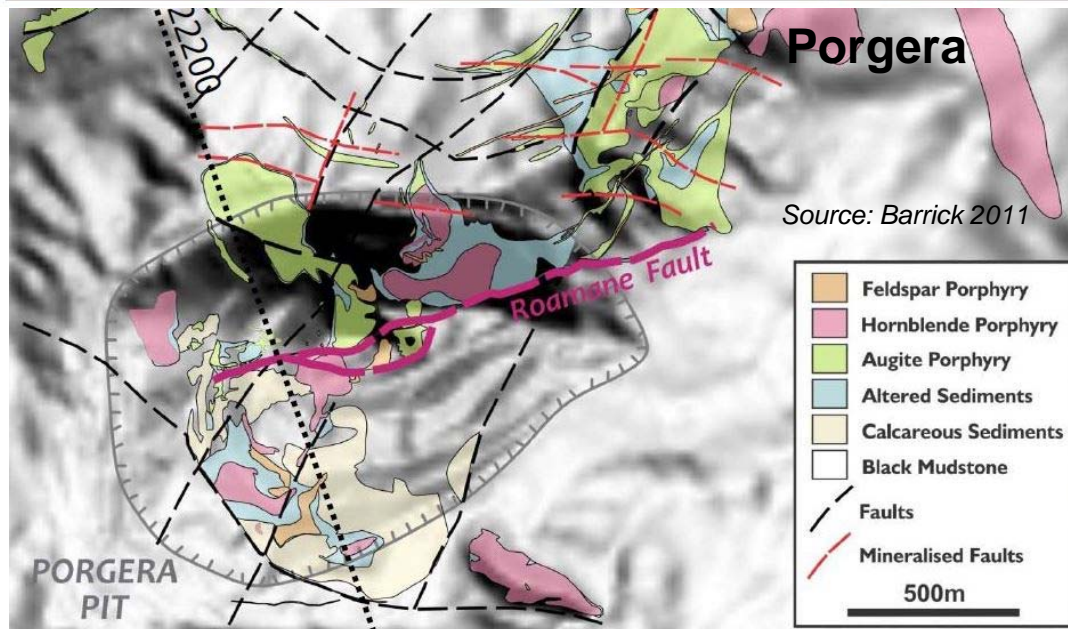 Porgera
22200
Source: Barrick 2011
Roamane Fault
PORGERA
PIT
Feldspar Porphyry
Hornblende Porphyry
Augite Porphyry
Altered Sediments
Calcareous Sediments
Black Mudstone
Faults
Mineralised Faults
500m